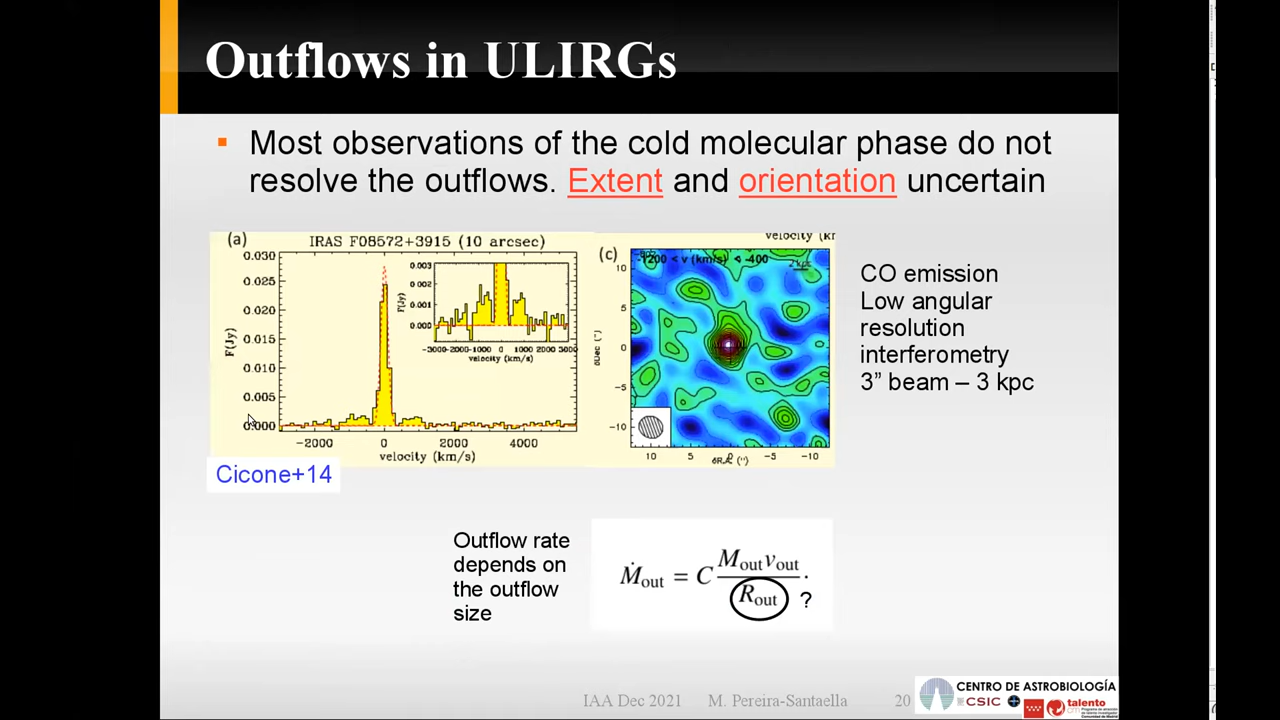 Outflows in ULIRGs
Most observations of the cold molecular phase do not
resolve the outflows. Extent and orientation uncertain
(a)
IRAS F08572+3915 (10 arcsec)
0.030
0.025
0.020
0.015
0.010
0.005
0.000
F(Jy)
−2000 0 2000 4000
velocity (km/s)
0.003
0.002
0.001
0.000
F(Jy)
−3000−2000−1000 0 1000 2000 3000
velocity (km/s)
(c)
-1200 < v (km/s) < -400
2 kpc
10
5
0
−5
−10
δDec (")
10 5 −5 −10
CO emission
Low angular
resolution
interferometry
3” beam – 3 kpc
Cicone+14
Outflow rate
depends on
the outflow
size
Ṁout = C Mout vout / Rout .
?
IAA Dec 2021 M. Pereira-Santaella 20
CENTRO DE ASTROBIOLOGÍA
CSIC
talento